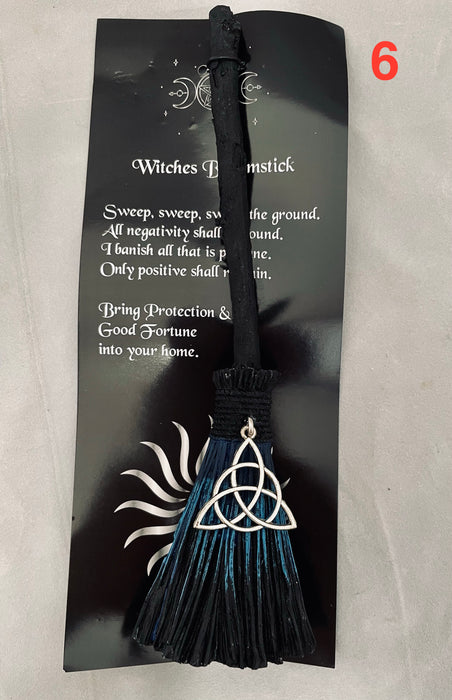 6
Witches
Sweep, sweep, the ground.
All negativity shall
I banish all that is
Only positive shall
Bring Protection &
Good Fortune
into your home.